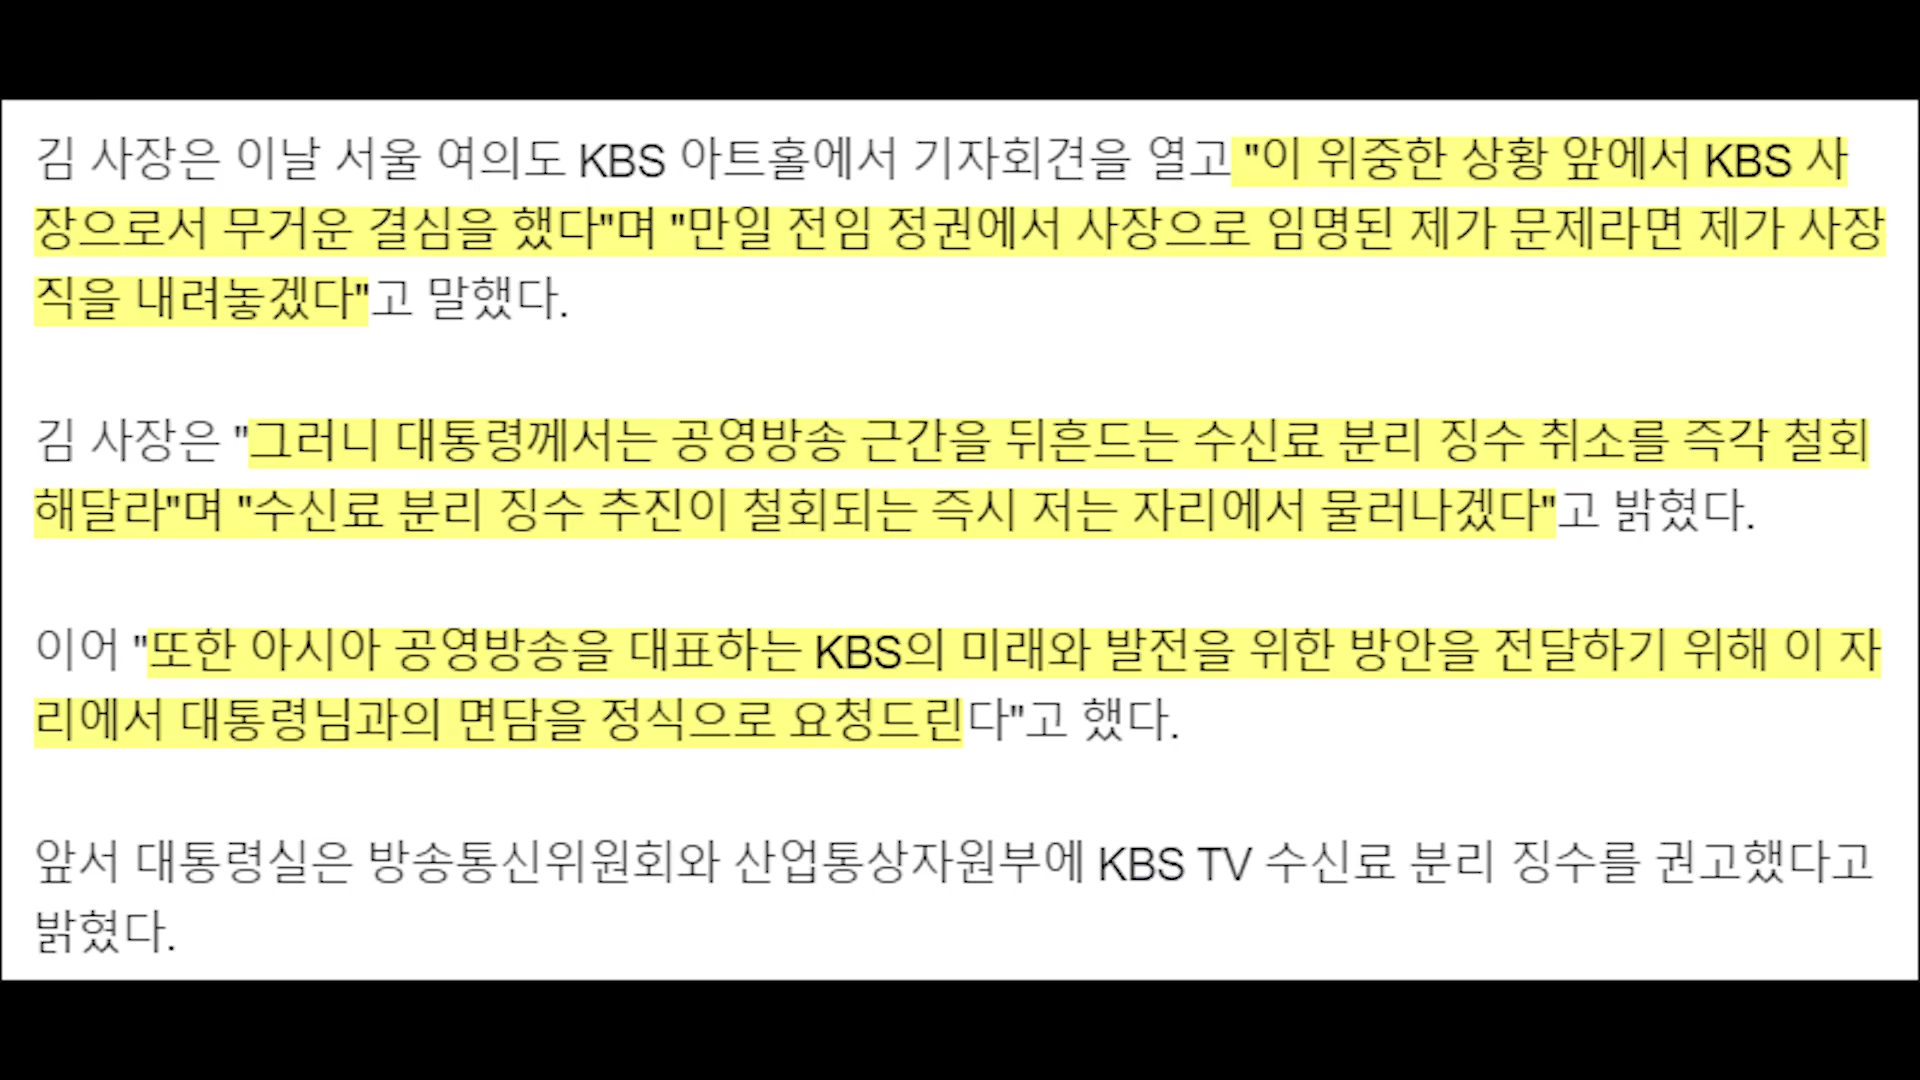 김 사장은 이날 서울 여의도 KBS 아트홀에서 기자회견을 열고 "이 위중한 상황 앞에서 KBS 사
장으로서 무거운 결심을 했다"며 "만일 전임 정권에서 사장으로 임명된 제가 문제라면 제가 사장
직을 내려놓겠다"고 말했다.
김 사장은 "그러니 대통령께서는 공영방송 근간을 뒤흔드는 수신료 분리 징수 취소를 즉각 철회
해달라"며 "수신료 분리 징수 추진이 철회되는 즉시 저는 자리에서 물러나겠다"고 밝혔다.
이어 "또한 아시아 공영방송을 대표하는 KBS의 미래와 발전을 위한 방안을 전달하기 위해 이 자
리에서 대통령님과의 면담을 정식으로 요청드린다"고 했다.
앞서 대통령실은 방송통신위원회와 산업통상자원부에 KBS TV 수신료 분리 징수를 권고했다고
밝혔다.